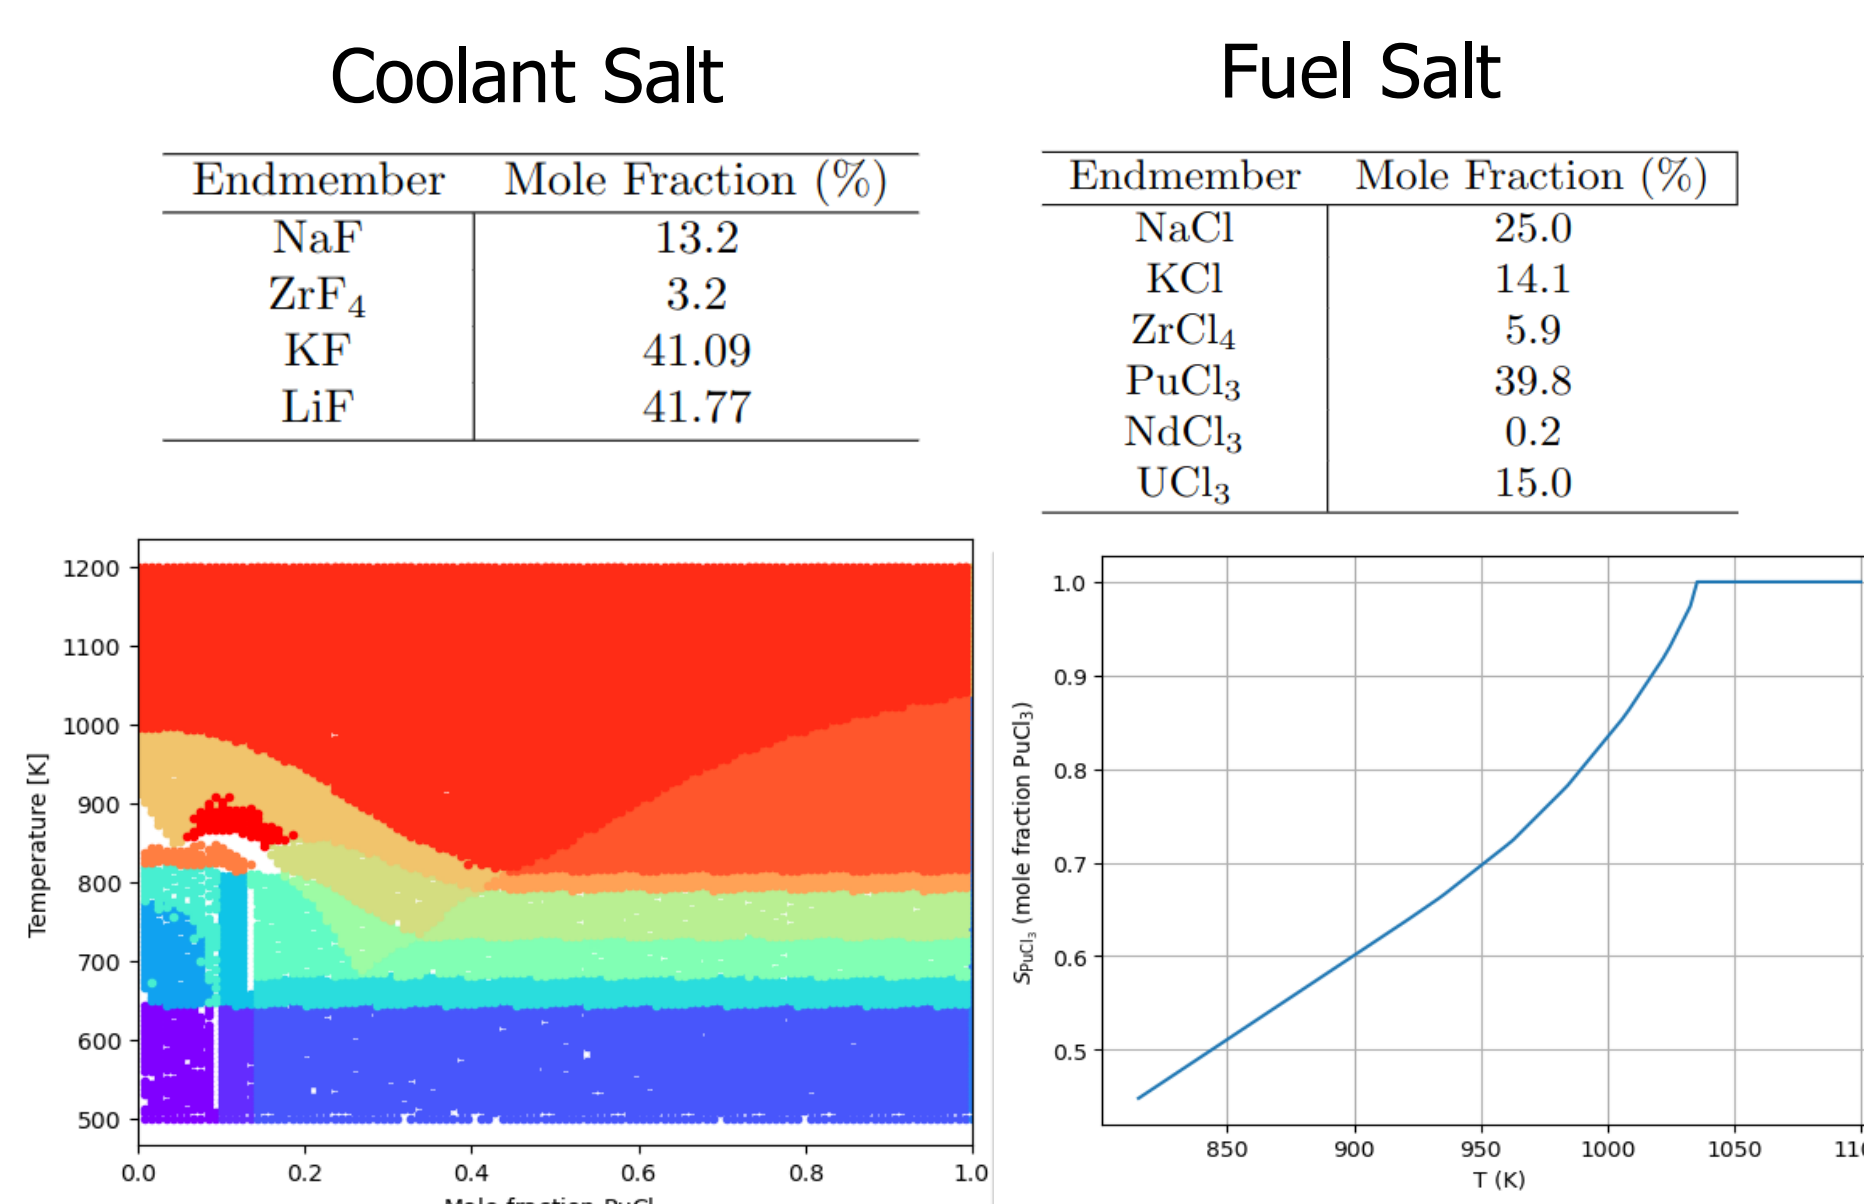 Coolant Salt
Endmember Mole Fraction (%)
NaF 13.2
ZrF₄ 3.2
KF 41.09
LiF 41.77
Fuel Salt
Endmember Mole Fraction (%)
NaCl 25.0
KCl 14.1
ZrCl₄ 5.9
PuCl₃ 39.8
NdCl₃ 0.2
UCl₃ 15.0
Temperature [K]
1200
1100
1000
900
800
700
600
500
0.0 0.2 0.4 0.6 0.8 1.0
Mole fraction PuCl
S_PuCl₃ (mole fraction PuCl₃)
1.0
0.9
0.8
0.7
0.6
0.5
850 900 950 1000 1050
T (K)